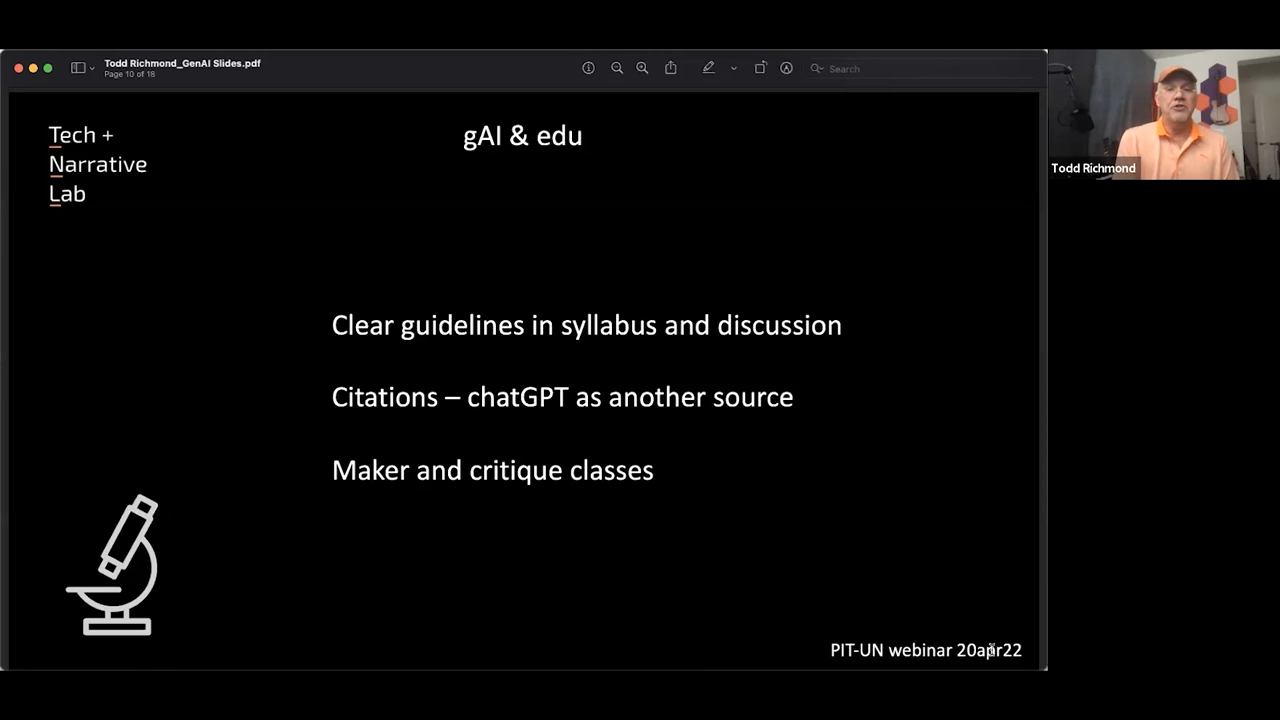 Todd Richmond_GenAI Slides.pdf
Page 10 of 18
Search
Tech +
Narrative
Lab
gAI & edu
Todd Richmond
Clear guidelines in syllabus and discussion
Citations – chatGPT as another source
Maker and critique classes
PIT-UN webinar 20apr22